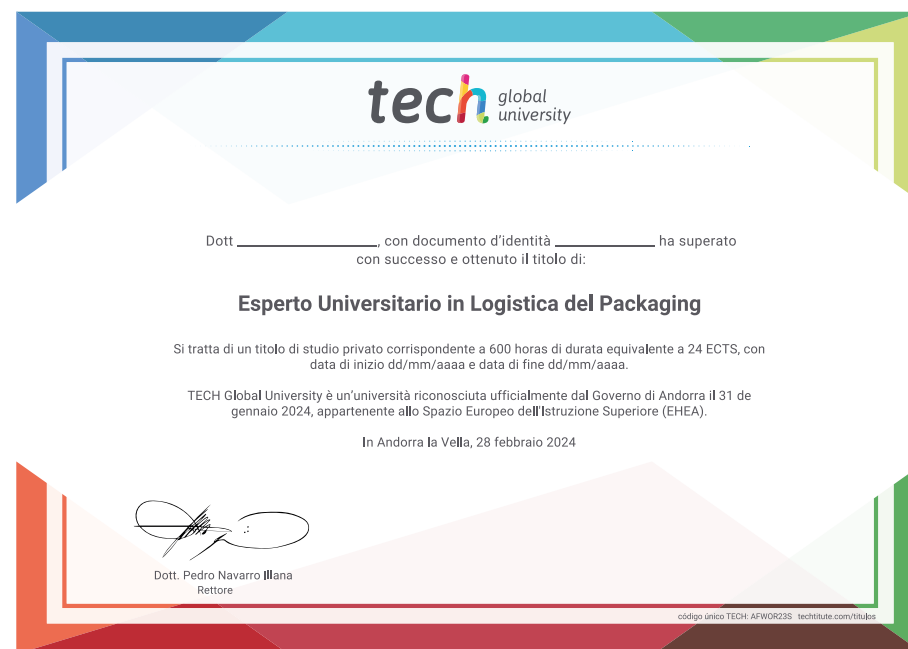 tech global university
Dott ____________________, con documento d'identità ______________ ha superato
con successo e ottenuto il titolo di:
Esperto Universitario in Logistica del Packaging
Si tratta di un titolo di studio privato corrispondente a 600 horas di durata equivalente a 24 ECTS, con
data di inizio dd/mm/aaaa e data di fine dd/mm/aaaa.
TECH Global University è un'università riconosciuta ufficialmente dal Governo di Andorra il 31 de
gennaio 2024, appartenente allo Spazio Europeo dell'Istruzione Superiore (EHEA).
In Andorra la Vella, 28 febbraio 2024
Dott. Pedro Navarro Illana
Rettore
código único TECH: AFWOR23S techtitute.com/titulos